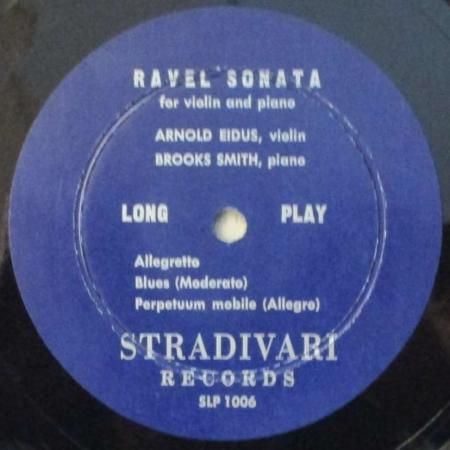 RAVEL SONATA
for violin and piano
ARNOLD EIDUS, violin
BROOKS SMITH, piano
LONG PLAY
Allegretto
Blues (Moderato)
Perpetuum mobile (Allegro)
STRADIVARI
RECORDS
SLP 1006